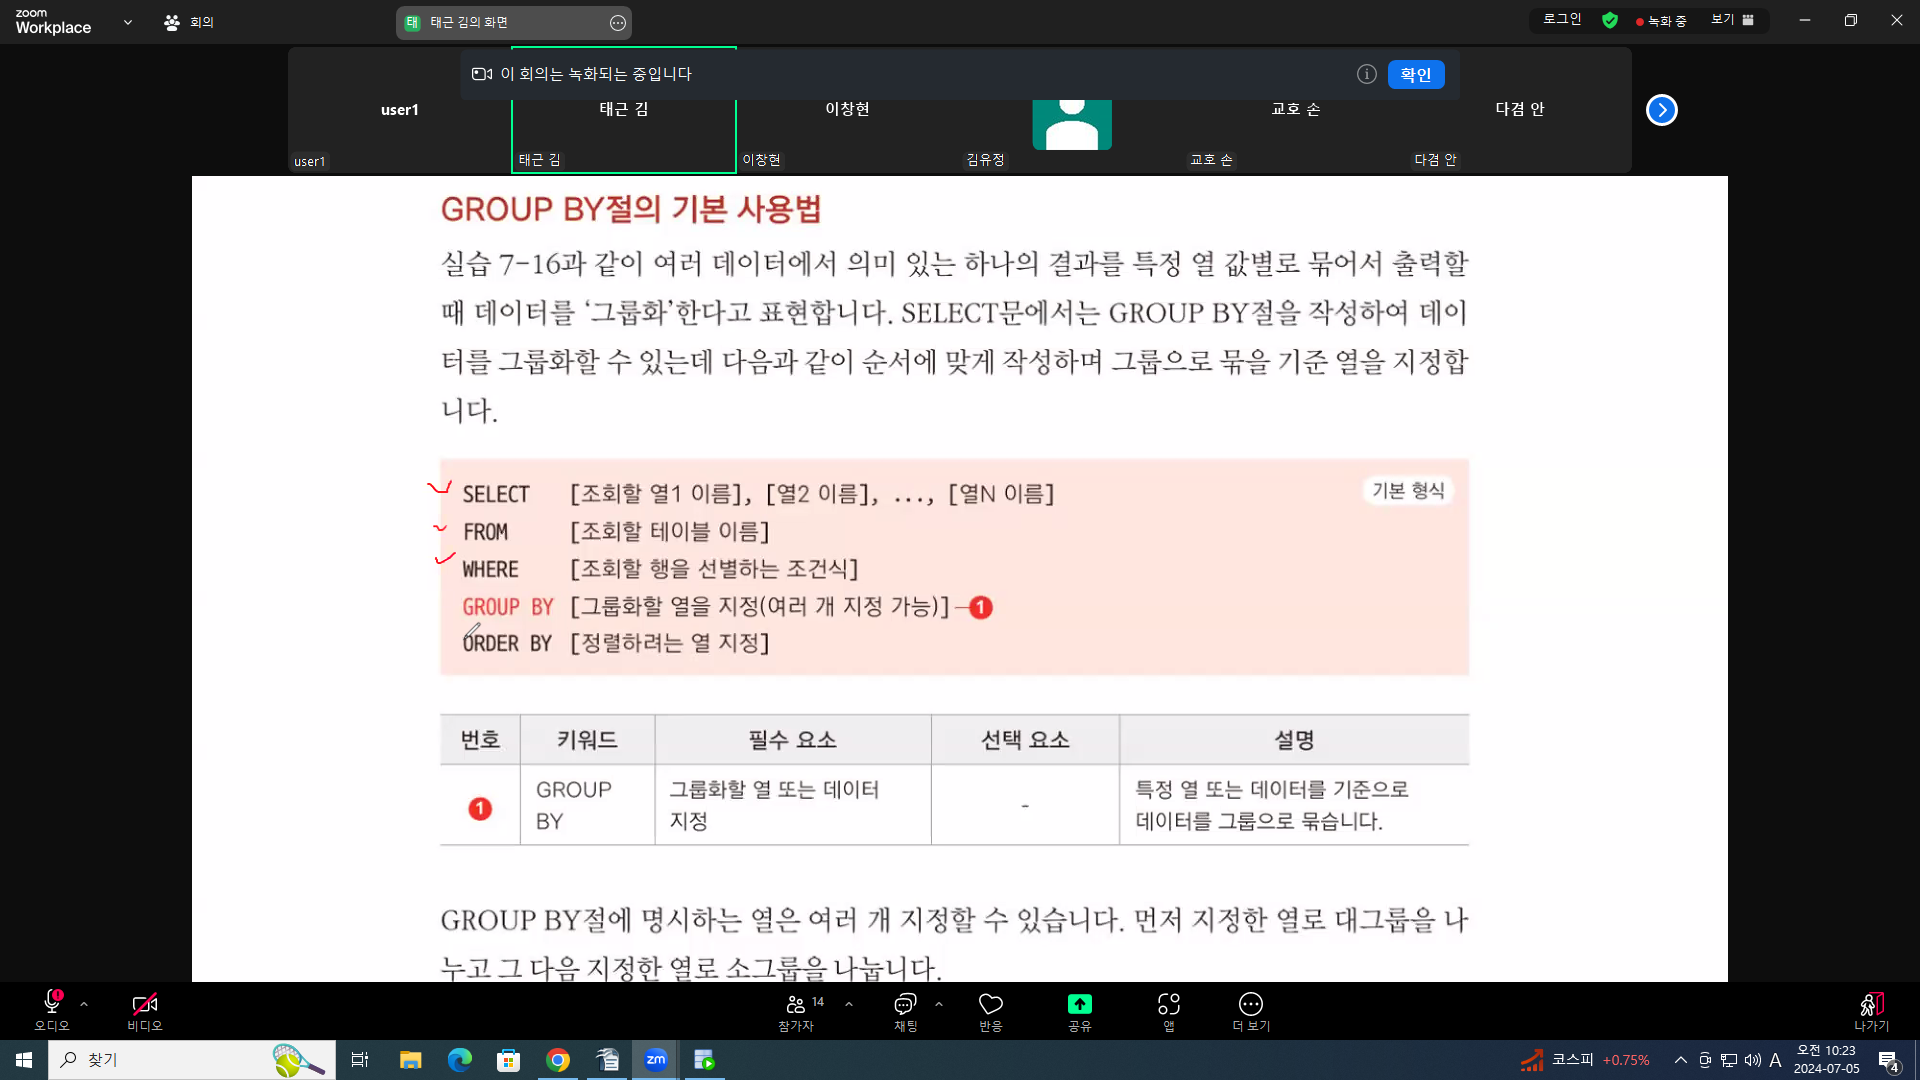 zoom
Workplace
회의
태 태근 김의 화면
로그인
녹화 중
보기
이 회의는 녹화되는 중입니다
확인
user1
태근 김
이창현
교호 손
다겸 안
user1
태근 김
이창현
김유정
교호 손
다겸 안
GROUP BY절의 기본 사용법
실습 7-16과 같이 여러 데이터에서 의미 있는 하나의 결과를 특정 열 값별로 묶어서 출력할
때 데이터를 ‘그룹화’한다고 표현합니다. SELECT문에서는 GROUP BY절을 작성하여 데이
터를 그룹화할 수 있는데 다음과 같이 순서에 맞게 작성하며 그룹으로 묶을 기준 열을 지정합
니다.
기본 형식
SELECT [조회할 열1 이름], [열2 이름], ..., [열N 이름]
FROM [조회할 테이블 이름]
WHERE [조회할 행을 선별하는 조건식]
GROUP BY [그룹화할 열을 지정(여러 개 지정 가능)] 1
ORDER BY [정렬하려는 열 지정]
번호 키워드 필수 요소 선택 요소 설명
1 GROUP BY 그룹화할 열 또는 데이터 지정 - 특정 열 또는 데이터를 기준으로 데이터를 그룹으로 묶습니다.
GROUP BY절에 명시하는 열은 여러 개 지정할 수 있습니다. 먼저 지정한 열로 대그룹을 나
누고 그 다음 지정한 열로 소그룹을 나눕니다.
오디오
비디오
참가자 14
채팅
반응
공유
앱
더 보기
나가기
찾기
zm
코스피 +0.75%
A
오전 10:23
2024-07-05
4